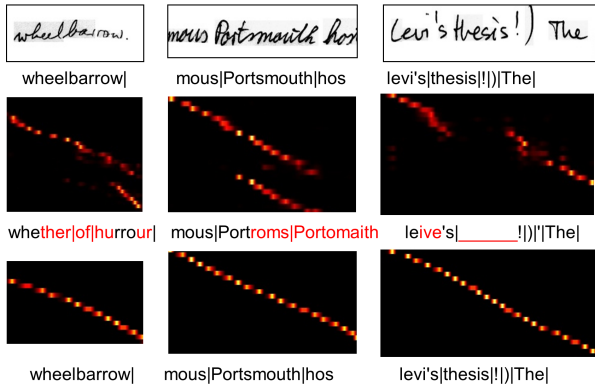 wheelbarrow. mous Portsmouth hos Levi's thesis!) The
wheelbarrow| mous|Portsmouth|hos levi's|thesis|!|)|The|
whether|of|hurrour| mous|Portroms|Portomaith leive's|______!|)|'|The|
wheelbarrow| mous|Portsmouth|hos levi's|thesis|!|)|The|